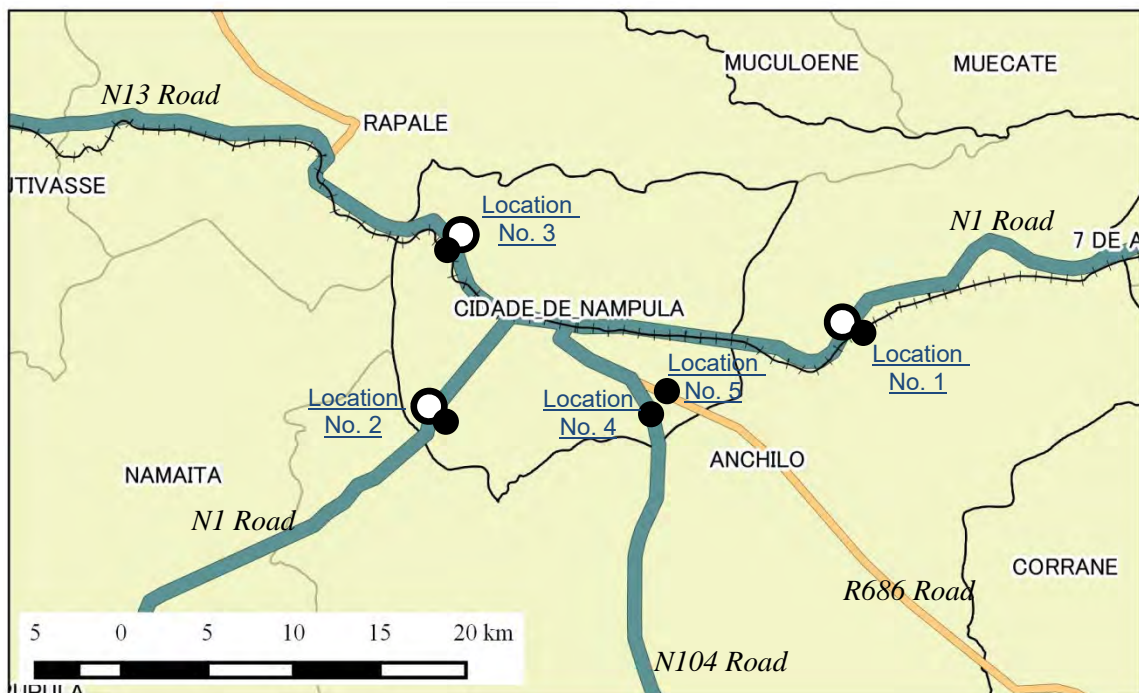 MUCULOENE
MUECATE
N13 Road
RAPALE
UTIVASSE
Location
No. 3
N1 Road
7 DE A
CIDADE_DE_NAMPULA
Location
No. 1
Location
No. 5
Location
No. 2
Location
No. 4
ANCHILO
NAMAITA
N1 Road
CORRANE
R686 Road
5 0 5 10 15 20 km
N104 Road